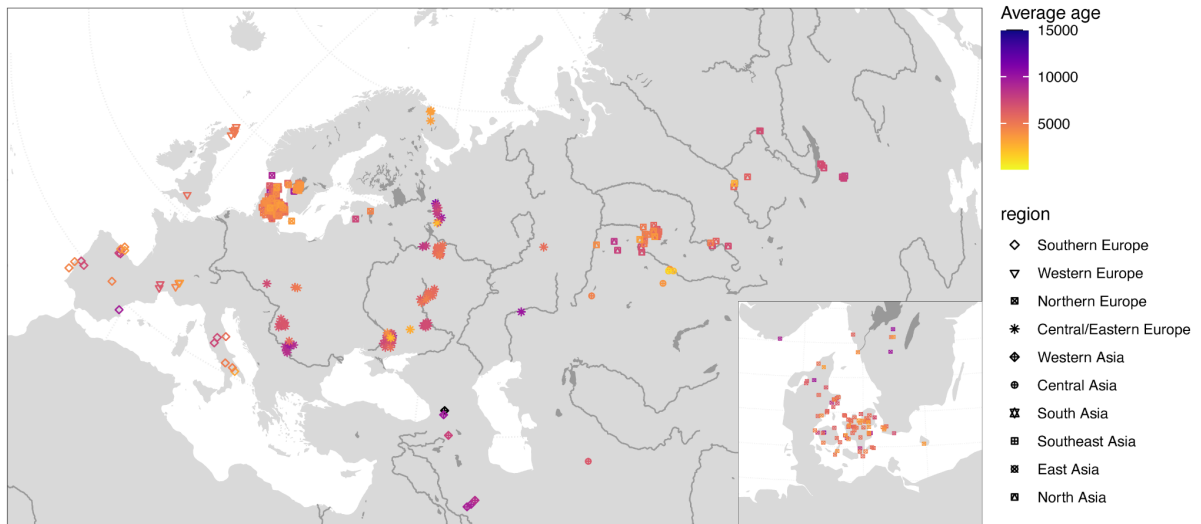 Average age
15000
10000
5000
region
Southern Europe
Western Europe
Northern Europe
Central/Eastern Europe
Western Asia
Central Asia
South Asia
Southeast Asia
East Asia
North Asia